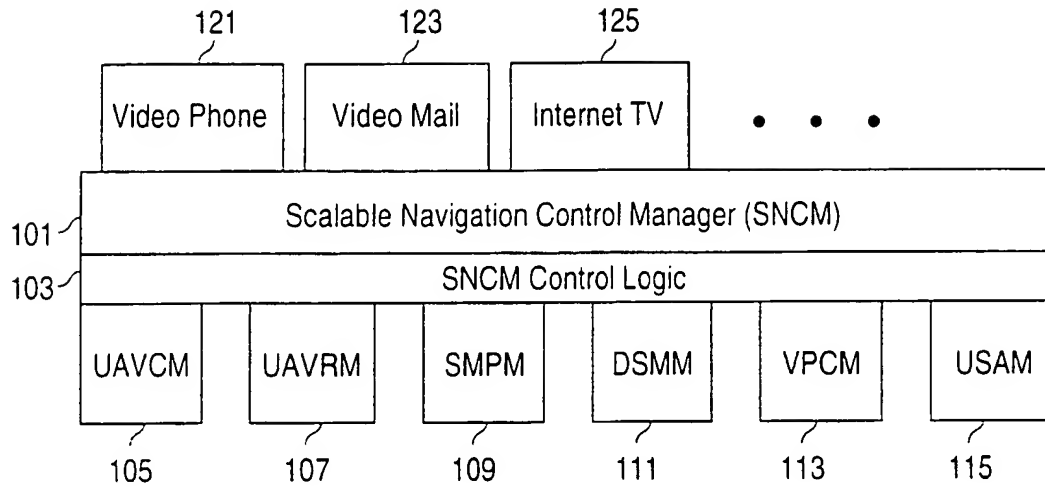 121 123 125
Video Phone Video Mail Internet TV • • •
Scalable Navigation Control Manager (SNCM)
101
SNCM Control Logic
103
UAVCM UAVRM SMPM DSMM VPCM USAM
105 107 109 111 113 115